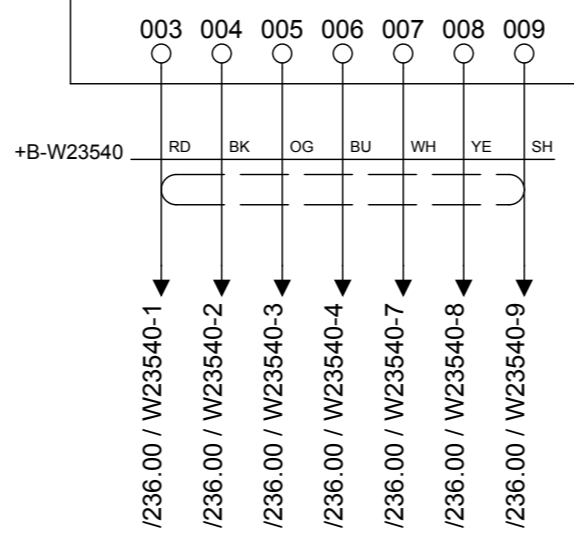 003 004 005 006 007 008 009
+B-W23540 RD BK OG BU WH YE SH
/236.00 / W23540-1
/236.00 / W23540-2
/236.00 / W23540-3
/236.00 / W23540-4
/236.00 / W23540-7
/236.00 / W23540-8
/236.00 / W23540-9